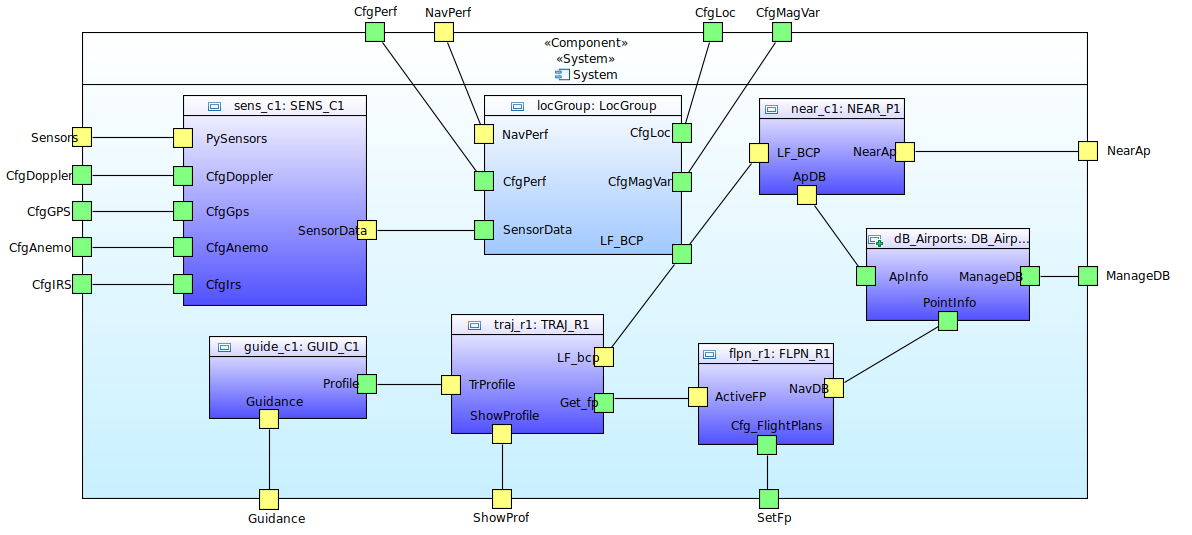 CfgPerf
NavPerf
CfgLoc
CfgMagVar
«Component»
«System»
System
sens_c1: SENS_C1
locGroup: LocGroup
near_c1: NEAR_P1
Sensors
PySensors
NavPerf
CfgLoc
LF_BCP
NearAp
NearAp
CfgDoppler
CfgDoppler
CfgPerf
CfgMagVar
ApDB
CfgGPS
CfgGps
SensorData
SensorData
LF_BCP
dB_Airports: DB_Airp...
CfgAnemo
CfgAnemo
ApInfo
ManageDB
ManageDB
CfgIRS
CfgIrs
PointInfo
traj_r1: TRAJ_R1
guide_c1: GUID_C1
flpn_r1: FLPN_R1
LF_bcp
Profile
TrProfile
NavDB
Guidance
Get_fp
ActiveFP
ShowProfile
Cfg_FlightPlans
Guidance
ShowProf
SetFp